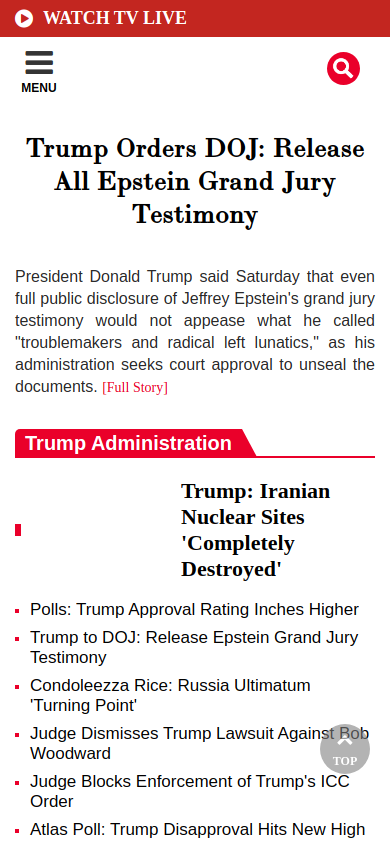 WATCH TV LIVE
MENU
Trump Orders DOJ: Release
All Epstein Grand Jury
Testimony
President Donald Trump said Saturday that even
full public disclosure of Jeffrey Epstein's grand jury
testimony would not appease what he called
"troublemakers and radical left lunatics," as his
administration seeks court approval to unseal the
documents. [Full Story]
Trump Administration
Trump: Iranian
Nuclear Sites
'Completely
Destroyed'
Polls: Trump Approval Rating Inches Higher
Trump to DOJ: Release Epstein Grand Jury
Testimony
Condoleezza Rice: Russia Ultimatum
'Turning Point'
Judge Dismisses Trump Lawsuit Against Bob
Woodward
TOP
Judge Blocks Enforcement of Trump's ICC
Order
Atlas Poll: Trump Disapproval Hits New High